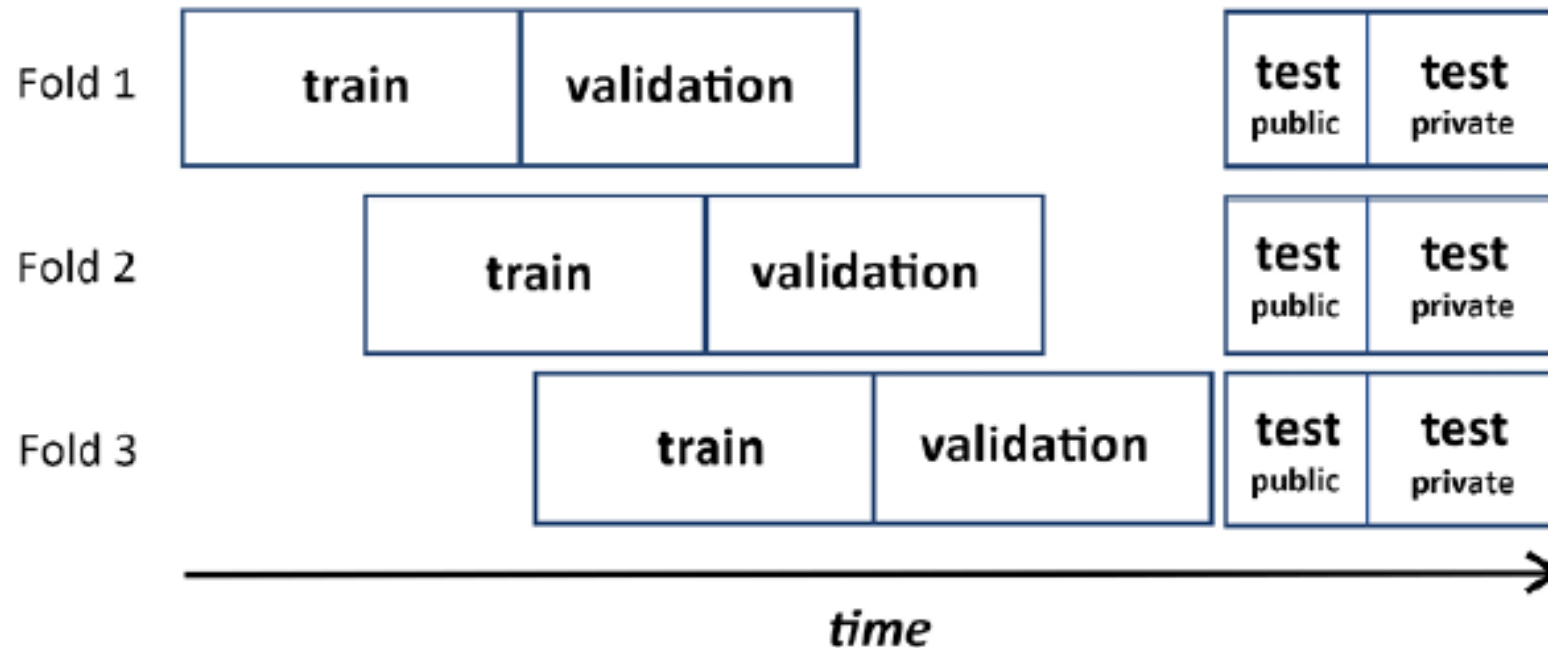 Fold 1 train validation test test
public private
Fold 2 train validation test test
public private
Fold 3 train validation test test
public private
time